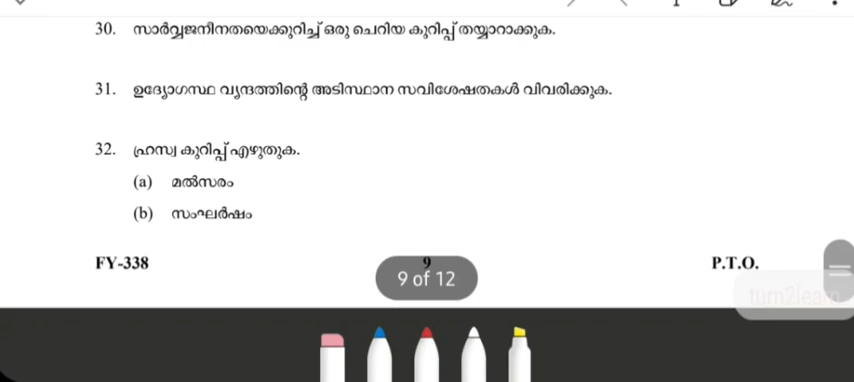 30. സാർവ്വജനീനതയെക്കുറിച്ച് ഒരു ചെറിയ കുറിപ്പ് തയ്യാറാക്കുക.
31. ഉദ്യോഗസ്ഥ വൃന്ദത്തിന്റെ അടിസ്ഥാന സവിശേഷതകൾ വിവരിക്കുക.
32. ഹ്രസ്വ കുറിപ്പ് എഴുതുക.
(a) മൽസരം
(b) സംഘർഷം
FY-338 9 P.T.O.
9 of 12
turn2learn